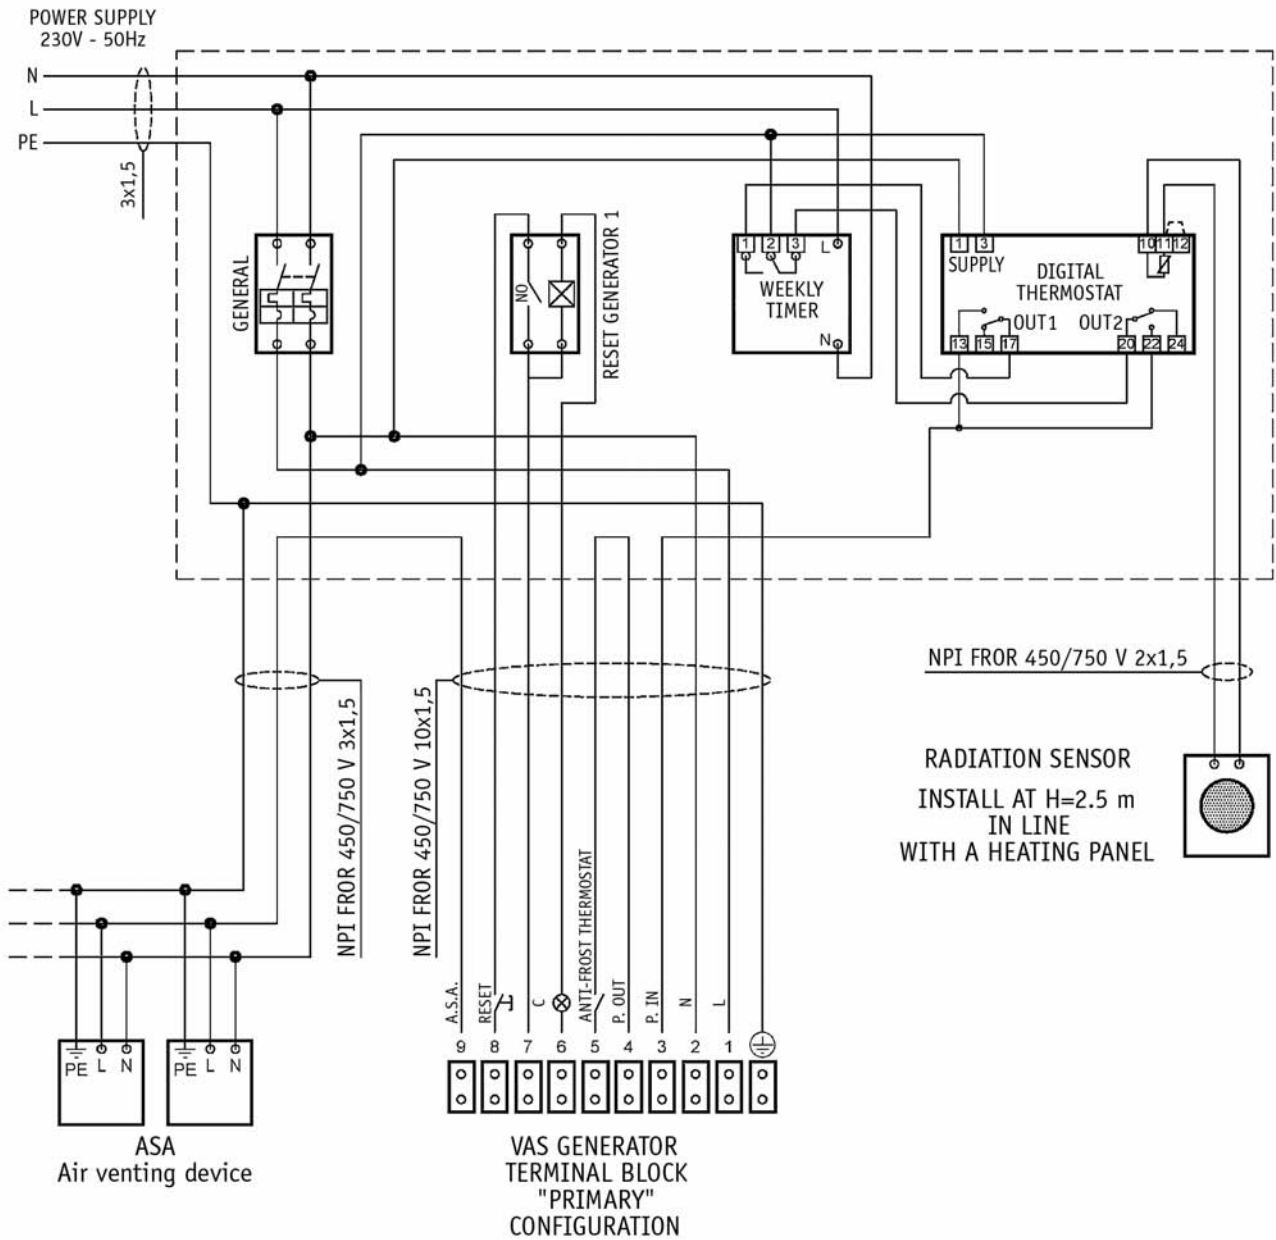 POWER SUPPLY
230V - 50Hz
N
L
PE
3x1,5
GENERAL
NO
RESET GENERATOR 1
1 2 3 L
WEEKLY
TIMER
N
1 3
SUPPLY
10 11 12
DIGITAL
THERMOSTAT
OUT1 OUT2
13 15 17 20 22 24
NPI FROR 450/750 V 2x1,5
NPI FROR 450/750 V 3x1,5
NPI FROR 450/750 V 10x1,5
RADIATION SENSOR
INSTALL AT H=2.5 m
IN LINE
WITH A HEATING PANEL
A.S.A.
RESET
C
ANTI-FROST THERMOSTAT
P. OUT
P. IN
N
L
9 8 7 6 5 4 3 2 1
PE L N
PE L N
ASA
Air venting device
VAS GENERATOR
TERMINAL BLOCK
"PRIMARY"
CONFIGURATION